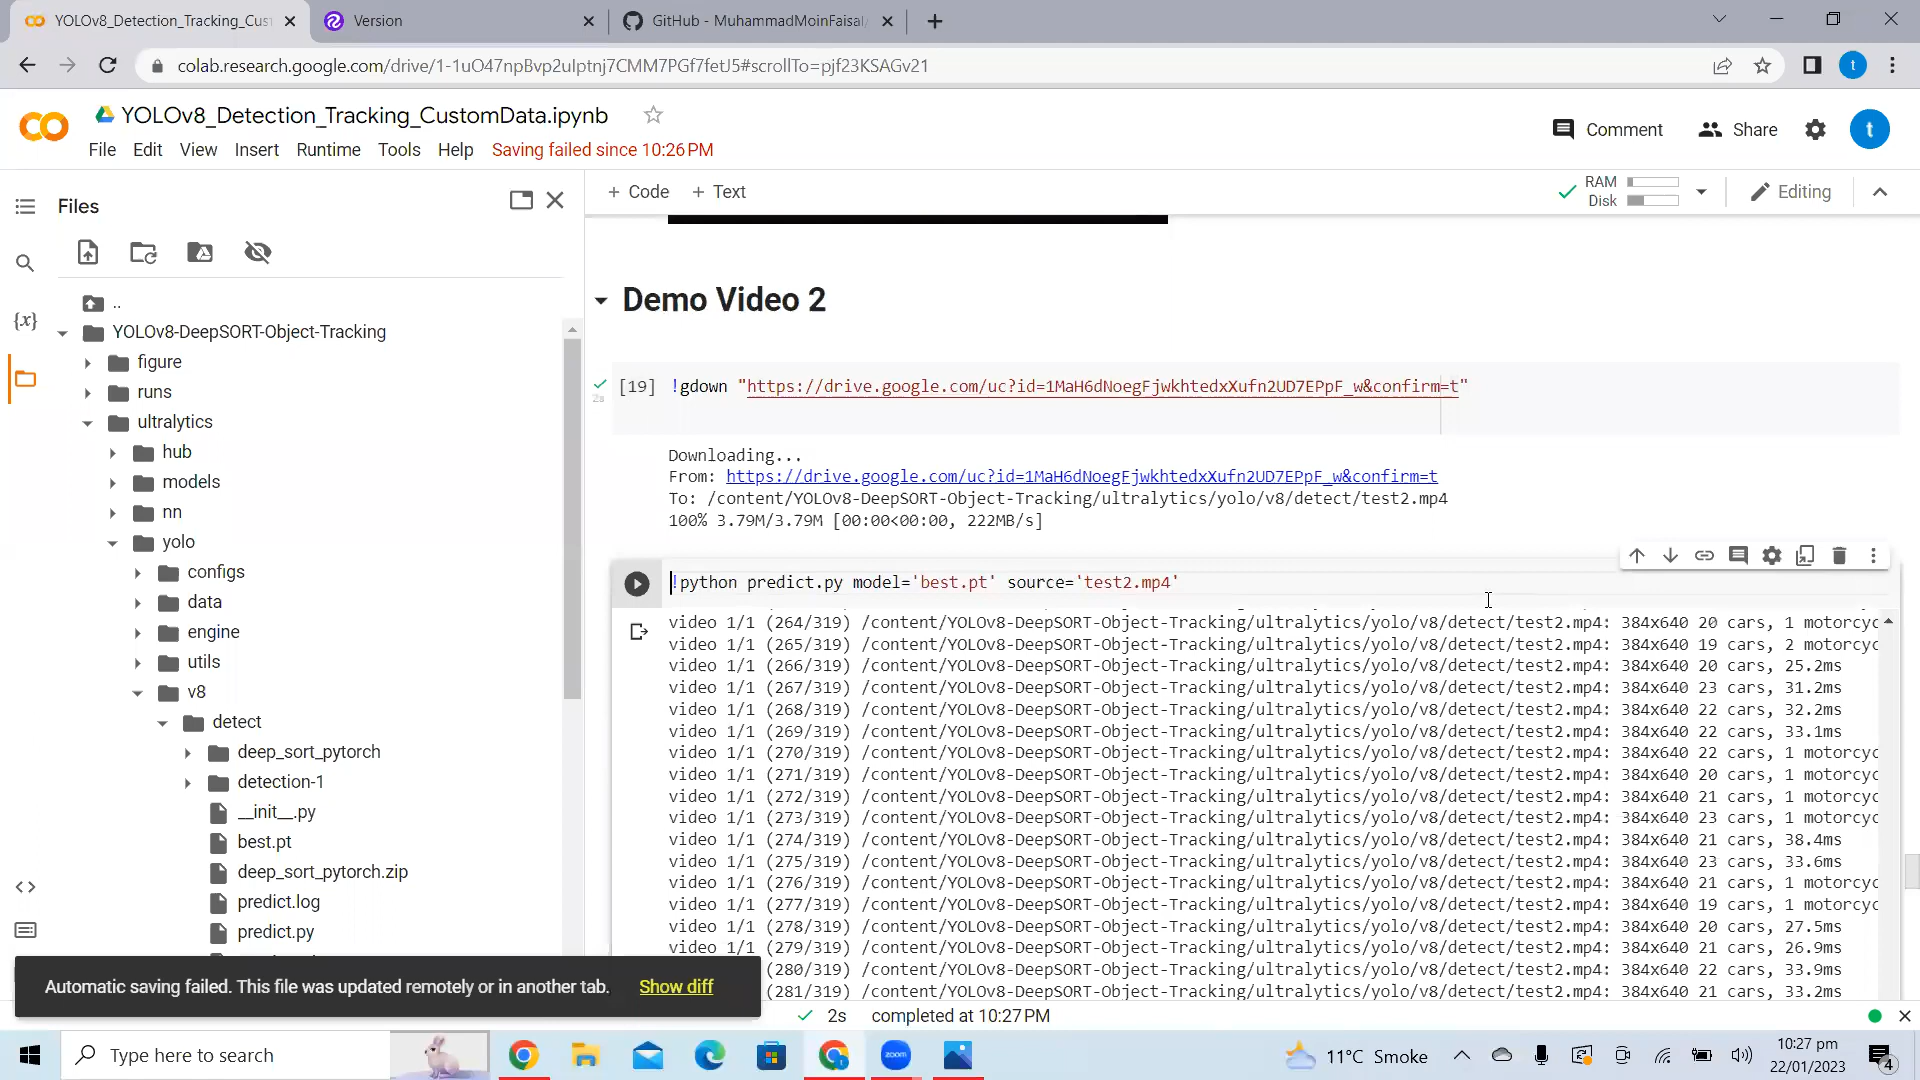 YOLOv8_Detection_Tracking_Cus
Version
GitHub - MuhammadMoinFaisal/
colab.research.google.com/drive/1-1uO47npBvp2uIptnj7CMM7PGf7fetJ5#scrollTo=pjf23KSAGv21
t
YOLOv8_Detection_Tracking_CustomData.ipynb
Comment
Share
t
File Edit View Insert Runtime Tools Help Saving failed since 10:26 PM
Files
+ Code + Text
RAM
Disk
Editing
{x}
..
YOLOv8-DeepSORT-Object-Tracking
figure
runs
ultralytics
hub
models
nn
yolo
configs
data
engine
utils
v8
detect
deep_sort_pytorch
detection-1
__init__.py
best.pt
deep_sort_pytorch.zip
predict.log
predict.py
Demo Video 2
[19] !gdown "https://drive.google.com/uc?id=1MaH6dNoegFjwkhtedxXufn2UD7EPpF_w&confirm=t"
2s
Downloading...
From: https://drive.google.com/uc?id=1MaH6dNoegFjwkhtedxXufn2UD7EPpF_w&confirm=t
To: /content/YOLOv8-DeepSORT-Object-Tracking/ultralytics/yolo/v8/detect/test2.mp4
100% 3.79M/3.79M [00:00<00:00, 222MB/s]
!python predict.py model='best.pt' source='test2.mp4'
video 1/1 (264/319) /content/YOLOv8-DeepSORT-Object-Tracking/ultralytics/yolo/v8/detect/test2.mp4: 384x640 20 cars, 1 motorcyc
video 1/1 (265/319) /content/YOLOv8-DeepSORT-Object-Tracking/ultralytics/yolo/v8/detect/test2.mp4: 384x640 19 cars, 2 motorcyc
video 1/1 (266/319) /content/YOLOv8-DeepSORT-Object-Tracking/ultralytics/yolo/v8/detect/test2.mp4: 384x640 20 cars, 25.2ms
video 1/1 (267/319) /content/YOLOv8-DeepSORT-Object-Tracking/ultralytics/yolo/v8/detect/test2.mp4: 384x640 23 cars, 31.2ms
video 1/1 (268/319) /content/YOLOv8-DeepSORT-Object-Tracking/ultralytics/yolo/v8/detect/test2.mp4: 384x640 22 cars, 32.2ms
video 1/1 (269/319) /content/YOLOv8-DeepSORT-Object-Tracking/ultralytics/yolo/v8/detect/test2.mp4: 384x640 22 cars, 33.1ms
video 1/1 (270/319) /content/YOLOv8-DeepSORT-Object-Tracking/ultralytics/yolo/v8/detect/test2.mp4: 384x640 22 cars, 1 motorcyc
video 1/1 (271/319) /content/YOLOv8-DeepSORT-Object-Tracking/ultralytics/yolo/v8/detect/test2.mp4: 384x640 20 cars, 1 motorcyc
video 1/1 (272/319) /content/YOLOv8-DeepSORT-Object-Tracking/ultralytics/yolo/v8/detect/test2.mp4: 384x640 21 cars, 1 motorcyc
video 1/1 (273/319) /content/YOLOv8-DeepSORT-Object-Tracking/ultralytics/yolo/v8/detect/test2.mp4: 384x640 23 cars, 1 motorcyc
video 1/1 (274/319) /content/YOLOv8-DeepSORT-Object-Tracking/ultralytics/yolo/v8/detect/test2.mp4: 384x640 21 cars, 38.4ms
video 1/1 (275/319) /content/YOLOv8-DeepSORT-Object-Tracking/ultralytics/yolo/v8/detect/test2.mp4: 384x640 23 cars, 33.6ms
video 1/1 (276/319) /content/YOLOv8-DeepSORT-Object-Tracking/ultralytics/yolo/v8/detect/test2.mp4: 384x640 21 cars, 1 motorcyc
video 1/1 (277/319) /content/YOLOv8-DeepSORT-Object-Tracking/ultralytics/yolo/v8/detect/test2.mp4: 384x640 19 cars, 1 motorcyc
video 1/1 (278/319) /content/YOLOv8-DeepSORT-Object-Tracking/ultralytics/yolo/v8/detect/test2.mp4: 384x640 20 cars, 27.5ms
video 1/1 (279/319) /content/YOLOv8-DeepSORT-Object-Tracking/ultralytics/yolo/v8/detect/test2.mp4: 384x640 21 cars, 26.9ms
(280/319) /content/YOLOv8-DeepSORT-Object-Tracking/ultralytics/yolo/v8/detect/test2.mp4: 384x640 22 cars, 33.9ms
(281/319) /content/YOLOv8-DeepSORT-Object-Tracking/ultralytics/yolo/v8/detect/test2.mp4: 384x640 21 cars, 33.2ms
Automatic saving failed. This file was updated remotely or in another tab. Show diff
2s completed at 10:27 PM
Type here to search
zoom
11°C Smoke
10:27 pm
22/01/2023
4